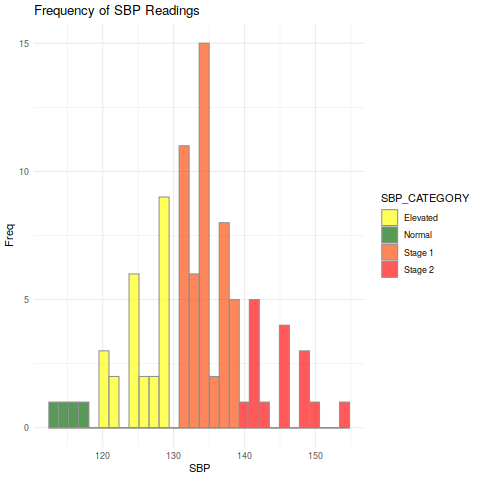 Frequency of SBP Readings
15
10
5
0
Freq
120 130 140 150
SBP
SBP_CATEGORY
Elevated
Normal
Stage 1
Stage 2